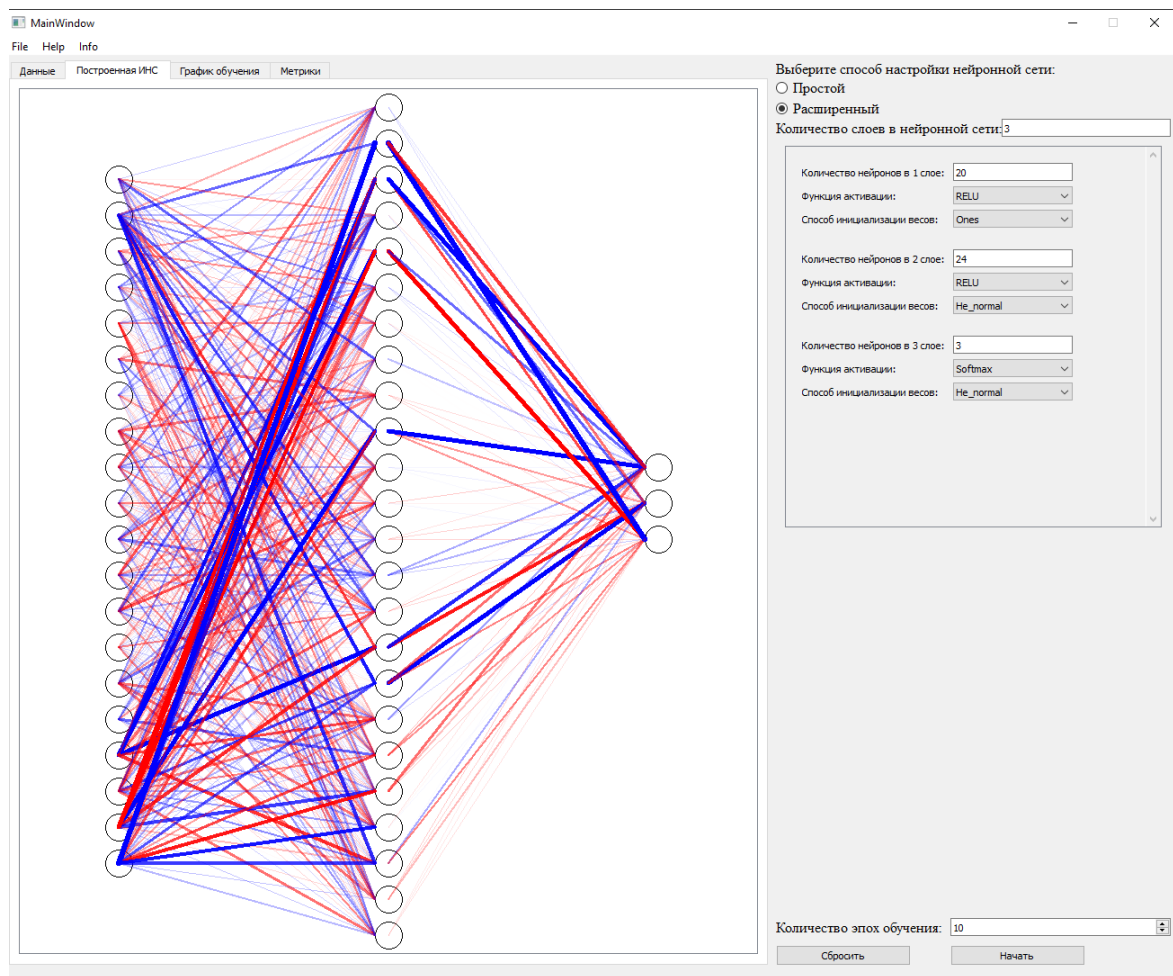 MainWindow
File Help Info
Данные Построенная ИНС График обучения Метрики
Выберите способ настройки нейронной сети:
Простой
Расширенный
Количество слоев в нейронной сети: 3
Количество нейронов в 1 слое: 20
Функция активации: RELU
Способ инициализации весов: Ones
Количество нейронов в 2 слое: 24
Функция активации: RELU
Способ инициализации весов: He_normal
Количество нейронов в 3 слое: 3
Функция активации: Softmax
Способ инициализации весов: He_normal
Количество эпох обучения: 10
Сбросить Начать